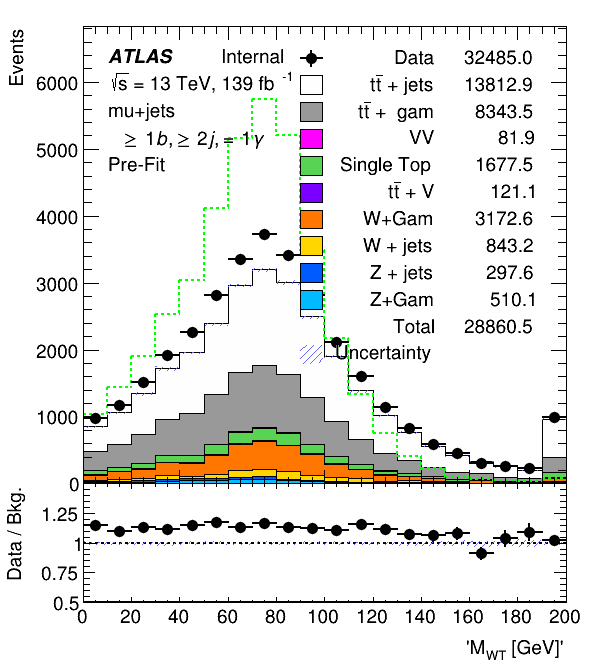 Events
ATLAS Internal
√s = 13 TeV, 139 fb -1
mu+jets
≥ 1b, ≥ 2j, = 1γ
Pre-Fit
Data 32485.0
tt̄ + jets 13812.9
tt̄ + gam 8343.5
VV 81.9
Single Top 1677.5
tt̄ + V 121.1
W+Gam 3172.6
W + jets 843.2
Z + jets 297.6
Z+Gam 510.1
Total 28860.5
Uncertainty
6000
5000
4000
3000
2000
1000
0
Data / Bkg.
1.25
1
0.75
0.5
0 20 40 60 80 100 120 140 160 180 200
'M_WT [GeV]'